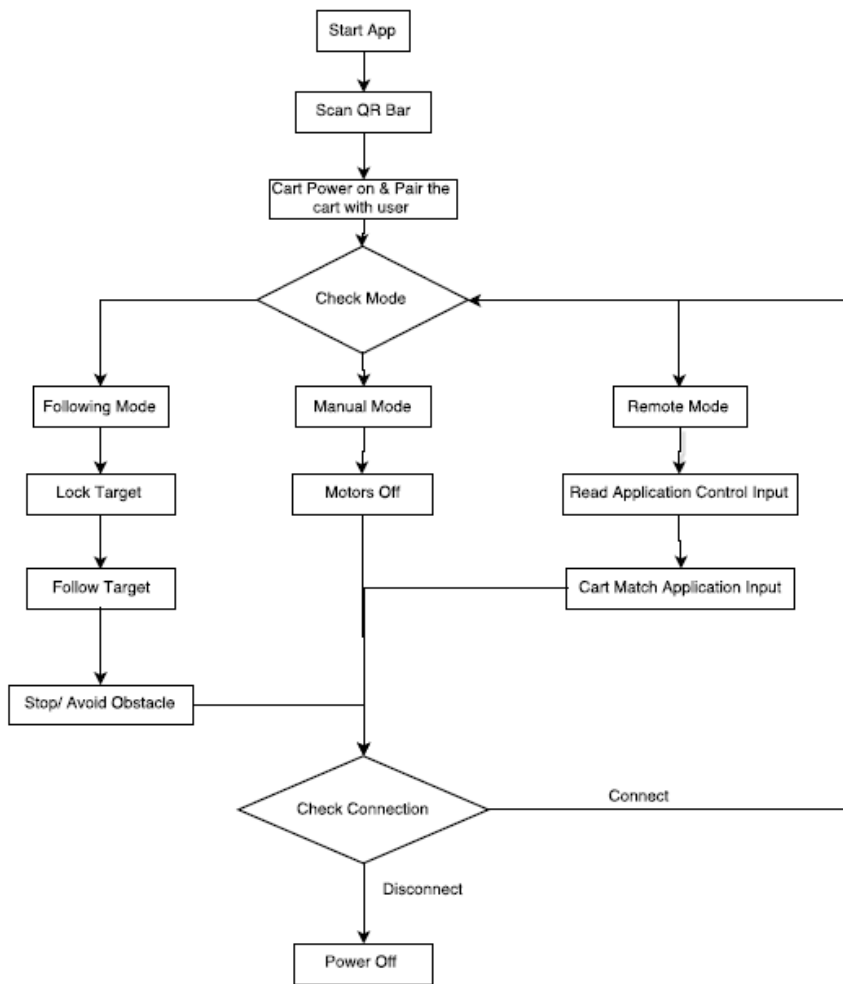 Start App
Scan QR Bar
Cart Power on & Pair the
cart with user
Check Mode
Following Mode
Manual Mode
Remote Mode
Lock Target
Motors Off
Read Application Control Input
Follow Target
Cart Match Application Input
Stop/ Avoid Obstacle
Check Connection
Connect
Disconnect
Power Off